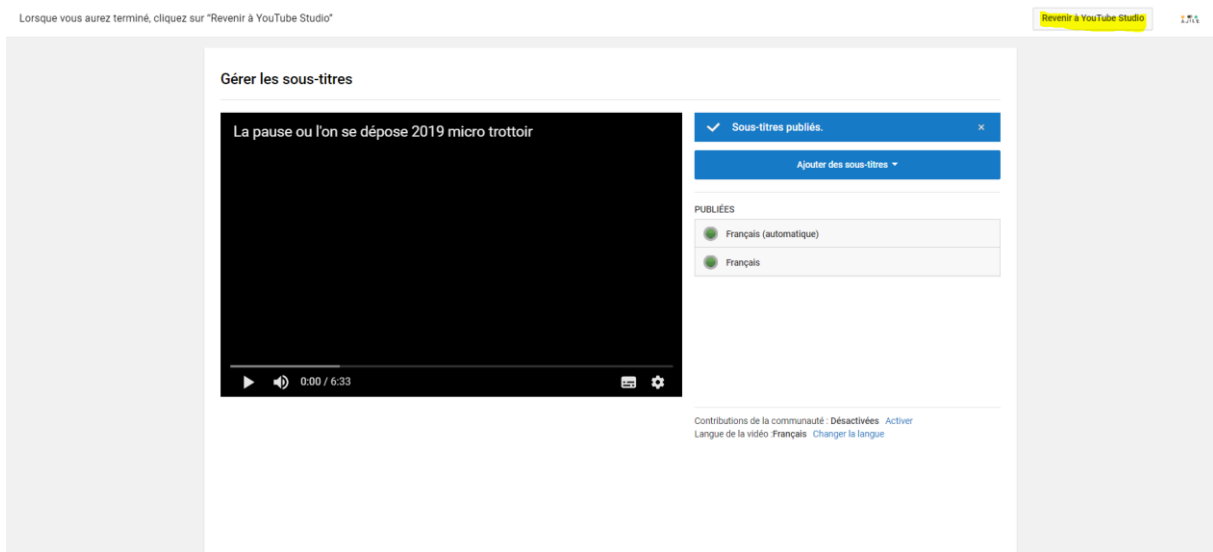 Lorsque vous aurez terminé, cliquez sur "Revenir à YouTube Studio"
Revenir à YouTube Studio
Gérer les sous-titres
La pause ou l'on se dépose 2019 micro trottoir
0:00 / 6:33
Sous-titres publiés.
Ajouter des sous-titres
PUBLIÉES
Français (automatique)
Français
Contributions de la communauté : Désactivées Activer
Langue de la vidéo :Français Changer la langue